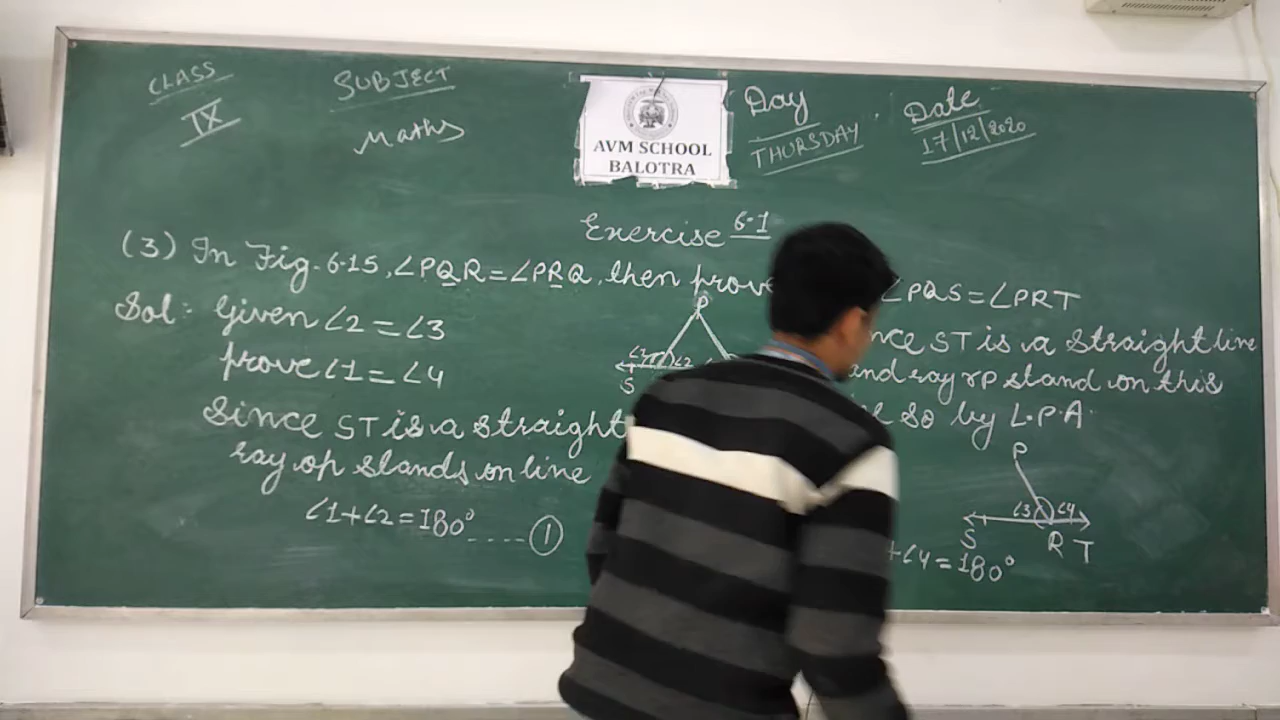 CLASS
IX
SUBJECT
Maths
AVM SCHOOL
BALOTRA
Day
THURSDAY
Date
17/12/2020
Exercise 6.1
(3) In Fig. 6.15, ∠PQR = ∠PRQ, then prove ∠PQS = ∠PRT
Sol: Given ∠2 = ∠3
prove ∠1 = ∠4
Since ST is a straight
ray op stands on line
∠1+∠2 = 180° ----- 1
P
∠2
S
ST is a straight line
and ray rp stand on this
so by L.P.A.
P
∠3 ∠4
S R T
+∠4 = 180°